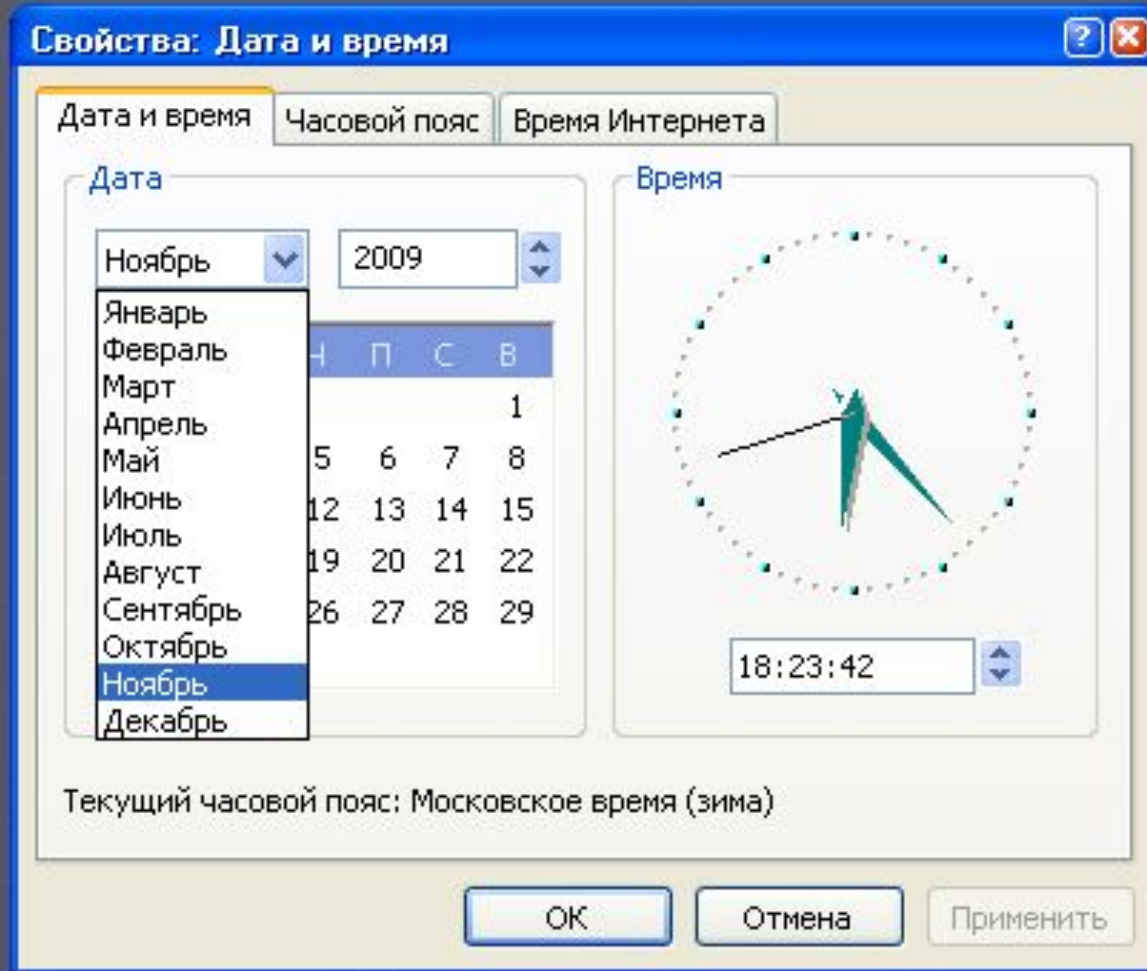 Свойства: Дата и время
Дата и время Часовой пояс Время Интернета
Дата
Ноябрь 2009
Январь
Февраль
Март
Апрель
Май
Июнь
Июль
Август
Сентябрь
Октябрь
Ноябрь
Декабрь
П С В
1
5 6 7 8
12 13 14 15
19 20 21 22
26 27 28 29
Время
18:23:42
Текущий часовой пояс: Московское время (зима)
ОК Отмена Применить